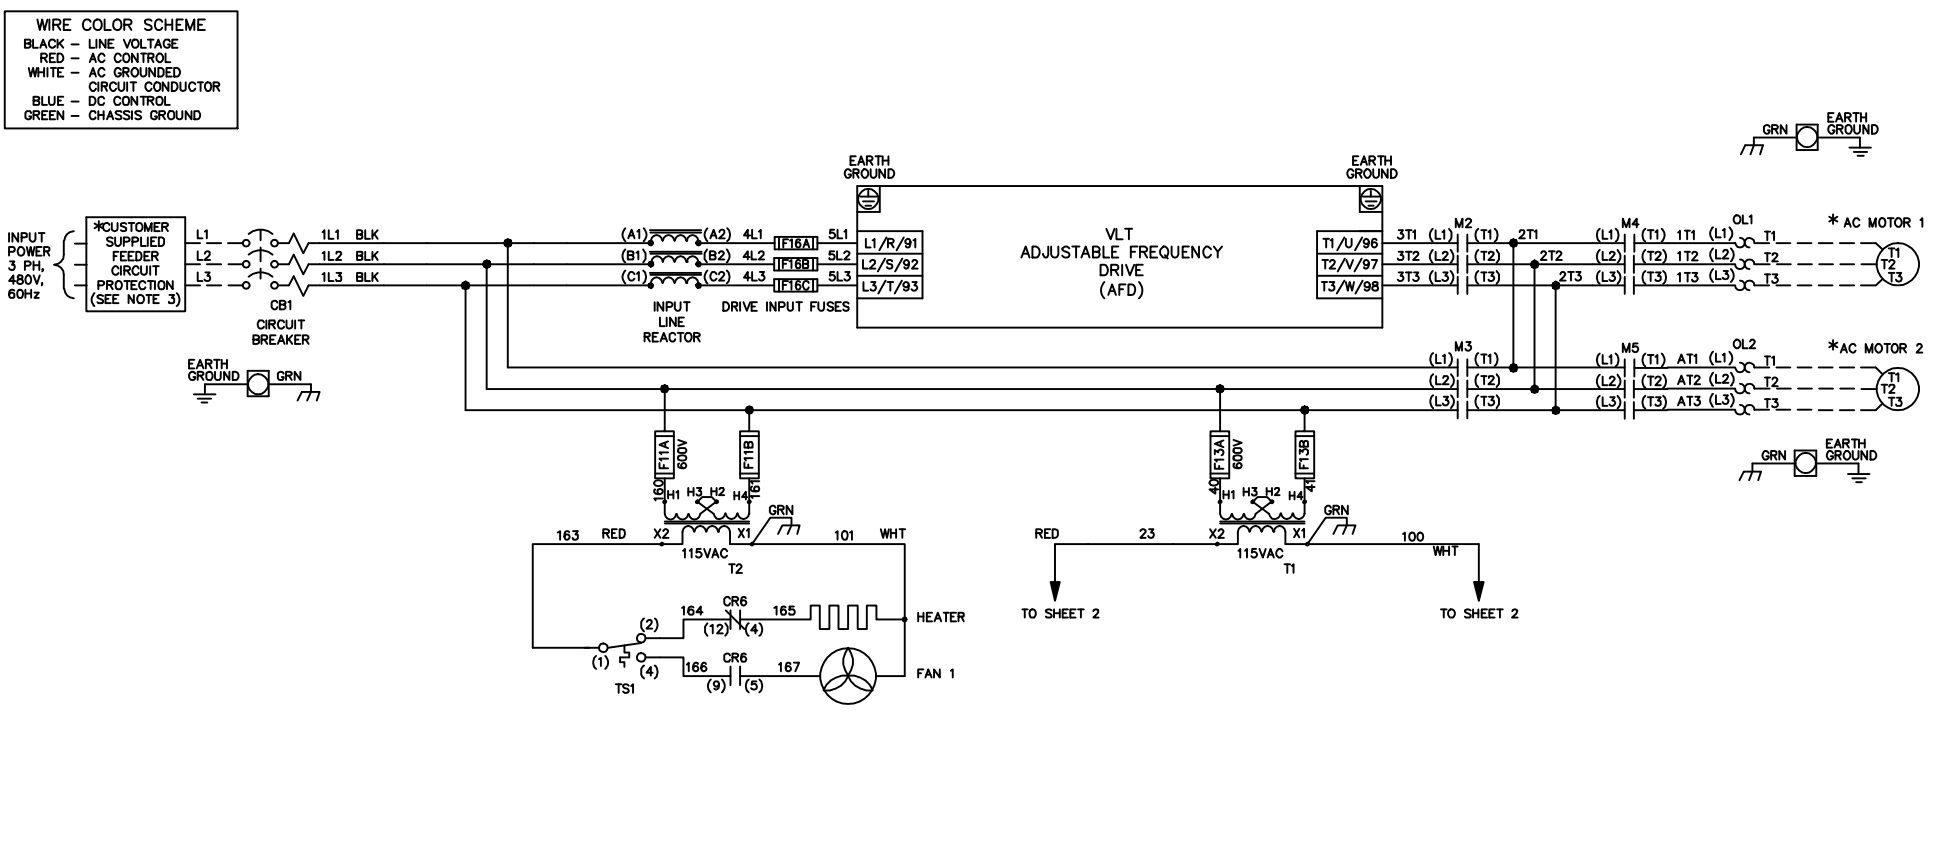 WIRE COLOR SCHEME
BLACK – LINE VOLTAGE
RED – AC CONTROL
WHITE – AC GROUNDED
CIRCUIT CONDUCTOR
BLUE – DC CONTROL
GREEN – CHASSIS GROUND
GRN
EARTH
GROUND
EARTH
GROUND
EARTH
GROUND
INPUT
POWER
3 PH,
480V,
60Hz
*CUSTOMER
SUPPLIED
FEEDER
CIRCUIT
PROTECTION
(SEE NOTE 3)
L1
L2
L3
CB1
CIRCUIT
BREAKER
1L1 BLK
1L2 BLK
1L3 BLK
(A1) (A2) 4L1 F16A 5L1 L1/R/91
(B1) (B2) 4L2 F16B 5L2 L2/S/92
(C1) (C2) 4L3 F16C 5L3 L3/T/93
INPUT
LINE
REACTOR
DRIVE INPUT FUSES
VLT
ADJUSTABLE FREQUENCY
DRIVE
(AFD)
M2 M4 OL1 * AC MOTOR 1
T1/U/96 3T1 (L1) (T1) 2T1 (L1) (T1) 1T1 (L1) T1 T1
T2/V/97 3T2 (L2) (T2) 2T2 (L2) (T2) 1T2 (L2) T2 T2
T3/W/98 3T3 (L3) (T3) 2T3 (L3) (T3) 1T3 (L3) T3 T3
M3 M5 OL2 *AC MOTOR 2
(L1) (T1) (L1) (T1) AT1 (L1) T1 T1
(L2) (T2) (L2) (T2) AT2 (L2) T2 T2
(L3) (T3) (L3) (T3) AT3 (L3) T3 T3
EARTH
GROUND GRN
GRN
EARTH
GROUND
F11A
600V
F11B
160
161
H1 H3 H2 H4
GRN
163 RED X2 X1 101 WHT
115VAC
T2
F13A
600V
F13B
40
41
H1 H3 H2 H4
GRN
RED 23 X2 X1 100
WHT
115VAC
T1
TO SHEET 2
TO SHEET 2
CR6
164 165
(2) (12) (4)
HEATER
(1)
CR6
166 167
(4) (9) (5)
FAN 1
TS1